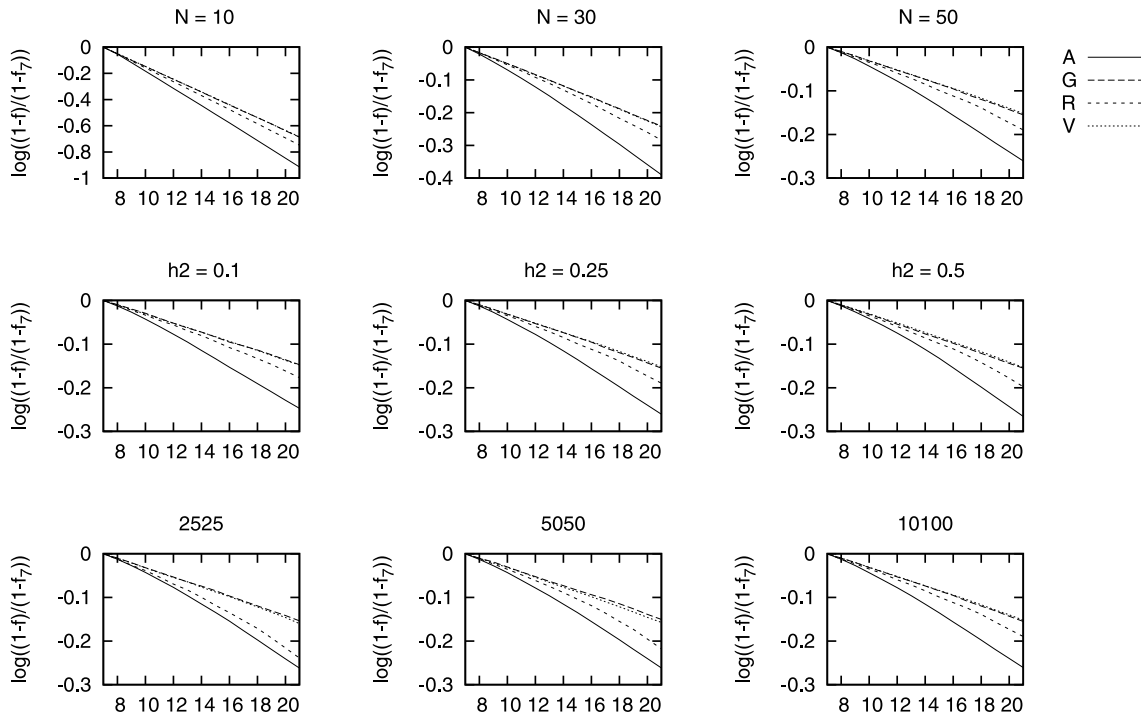 N = 10
N = 30
N = 50
A
G
R
V
log((1-f)/(1-f7))
0
-0.2
-0.4
-0.6
-0.8
-1
8 10 12 14 16 18 20
log((1-f)/(1-f7))
0
-0.1
-0.2
-0.3
-0.4
8 10 12 14 16 18 20
log((1-f)/(1-f7))
0
-0.1
-0.2
-0.3
8 10 12 14 16 18 20
h2 = 0.1
h2 = 0.25
h2 = 0.5
log((1-f)/(1-f7))
0
-0.1
-0.2
-0.3
8 10 12 14 16 18 20
log((1-f)/(1-f7))
0
-0.1
-0.2
-0.3
8 10 12 14 16 18 20
log((1-f)/(1-f7))
0
-0.1
-0.2
-0.3
8 10 12 14 16 18 20
2525
5050
10100
log((1-f)/(1-f7))
0
-0.1
-0.2
-0.3
8 10 12 14 16 18 20
log((1-f)/(1-f7))
0
-0.1
-0.2
-0.3
8 10 12 14 16 18 20
log((1-f)/(1-f7))
0
-0.1
-0.2
-0.3
8 10 12 14 16 18 20